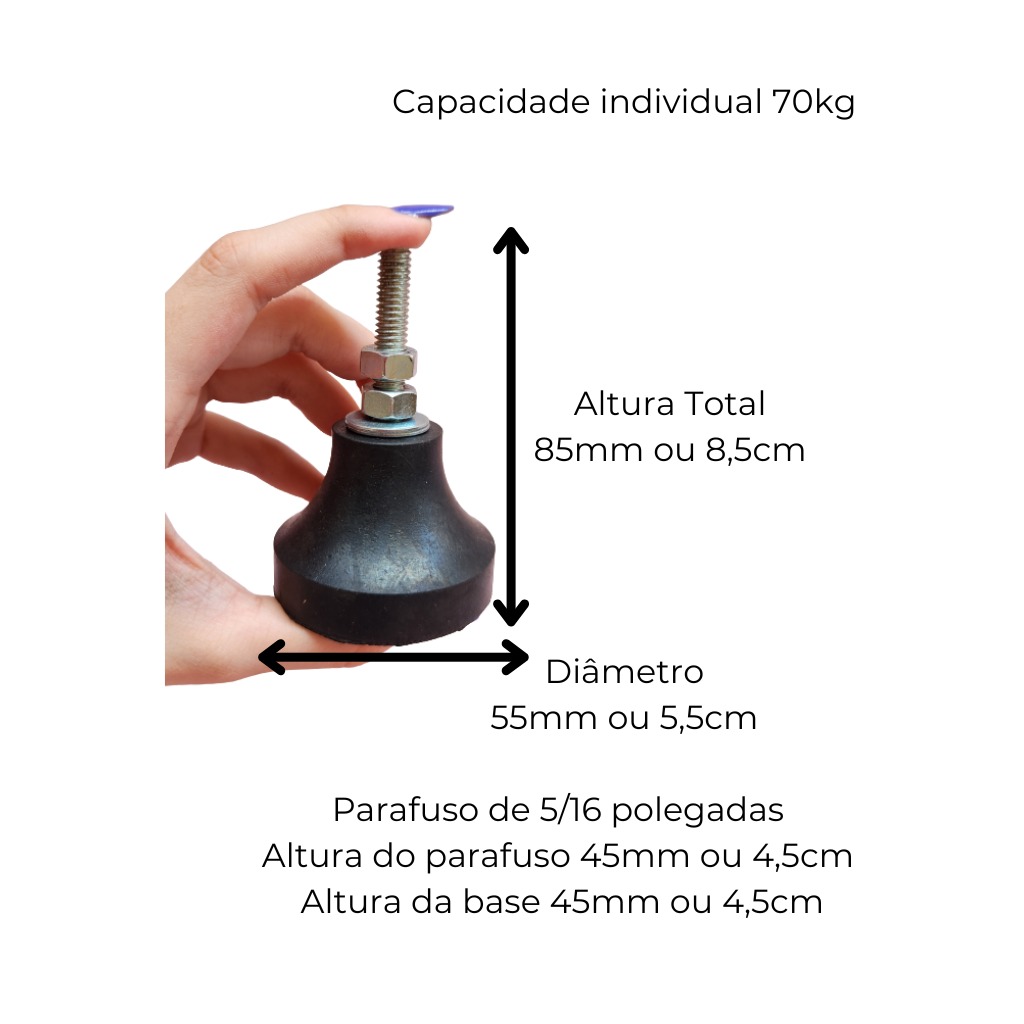 Capacidade individual 70kg
Altura Total
85mm ou 8,5cm
Diâmetro
55mm ou 5,5cm
Parafuso de 5/16 polegadas
Altura do parafuso 45mm ou 4,5cm
Altura da base 45mm ou 4,5cm